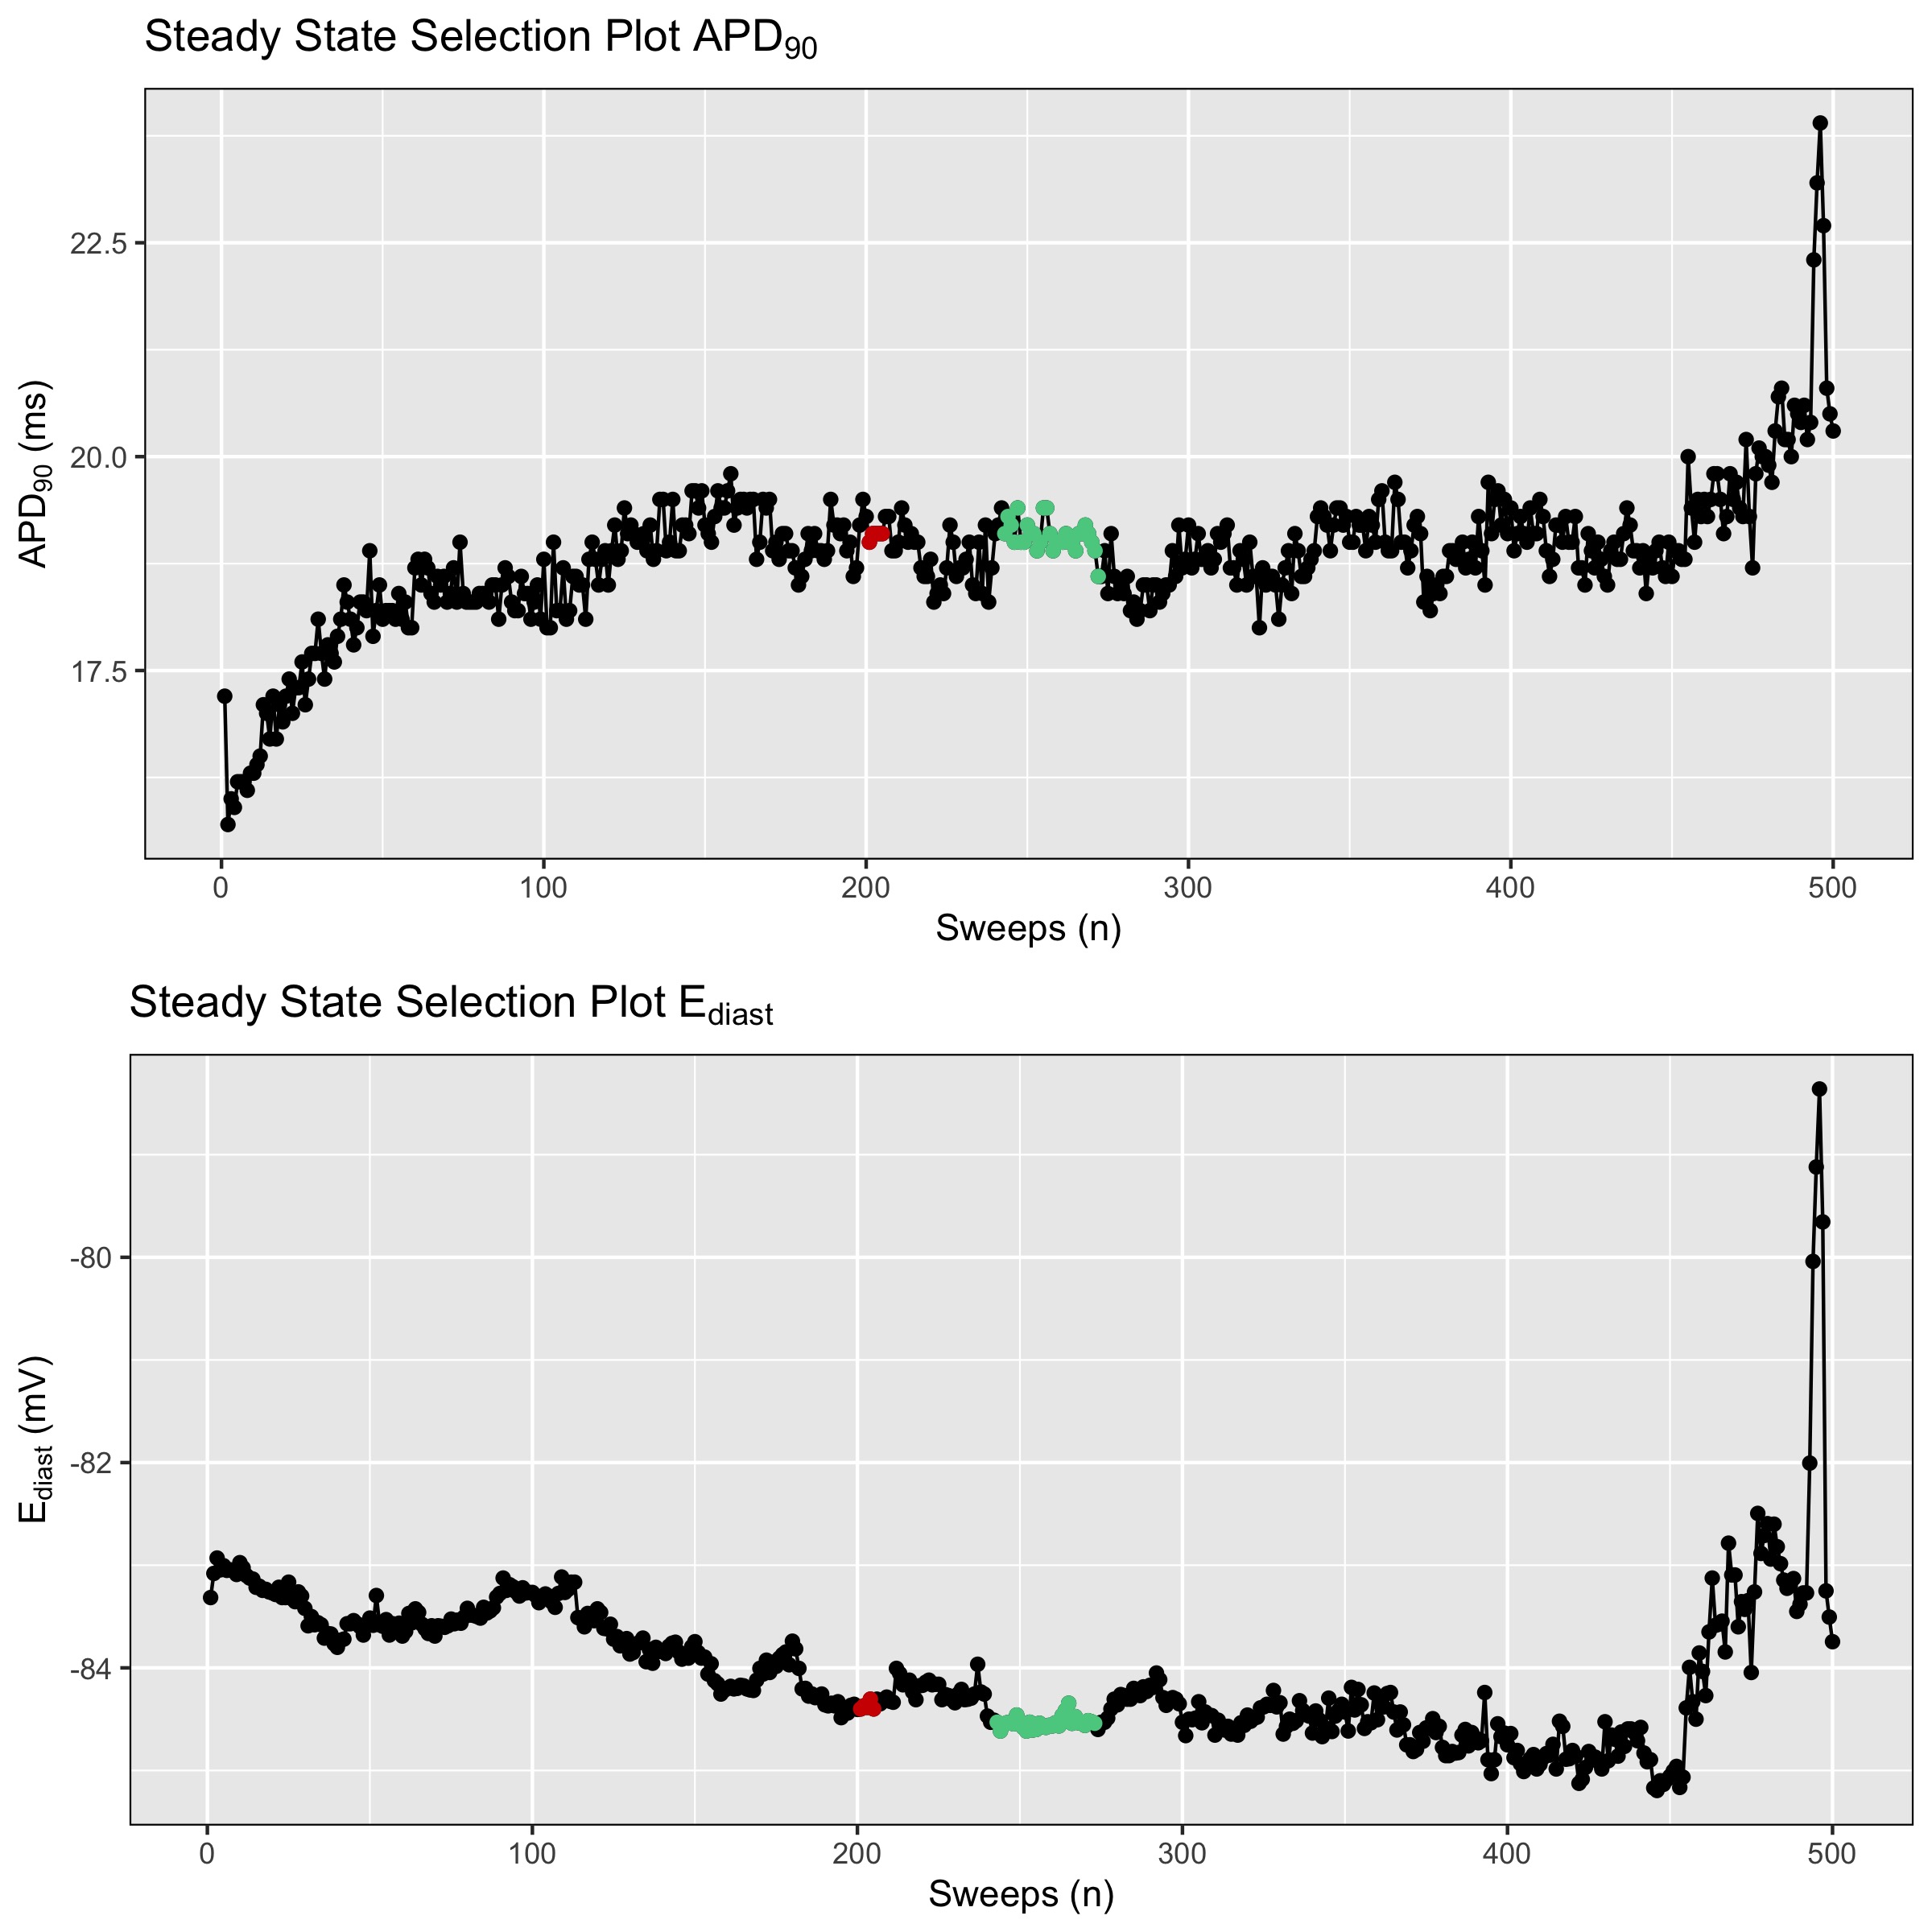 Steady State Selection Plot APD90
APD90 (ms)
22.5
20.0
17.5
0 100 200 300 400 500
Sweeps (n)
Steady State Selection Plot Ediast
Ediast (mV)
-80
-82
-84
0 100 200 300 400 500
Sweeps (n)